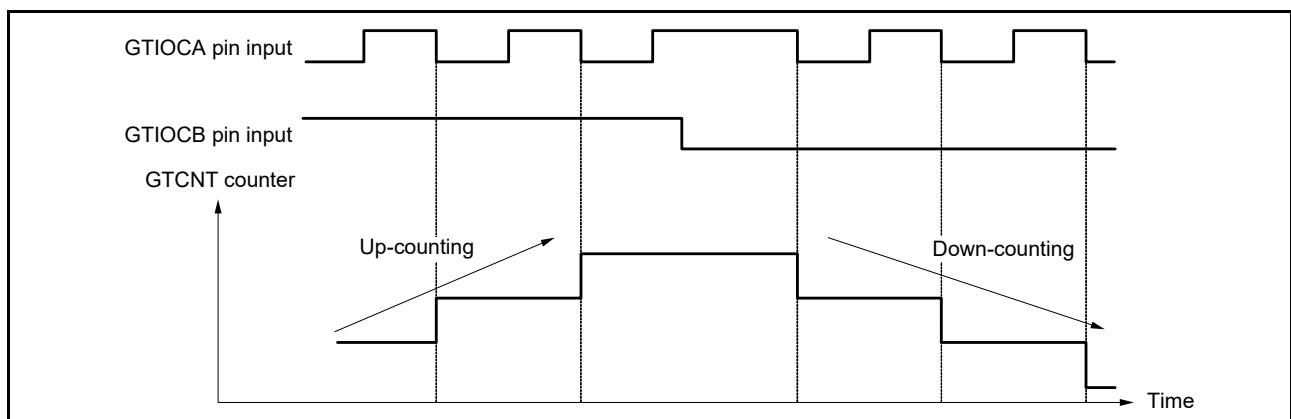 GTIOCA pin input
GTIOCB pin input
GTCNT counter
Up-counting
Down-counting
Time